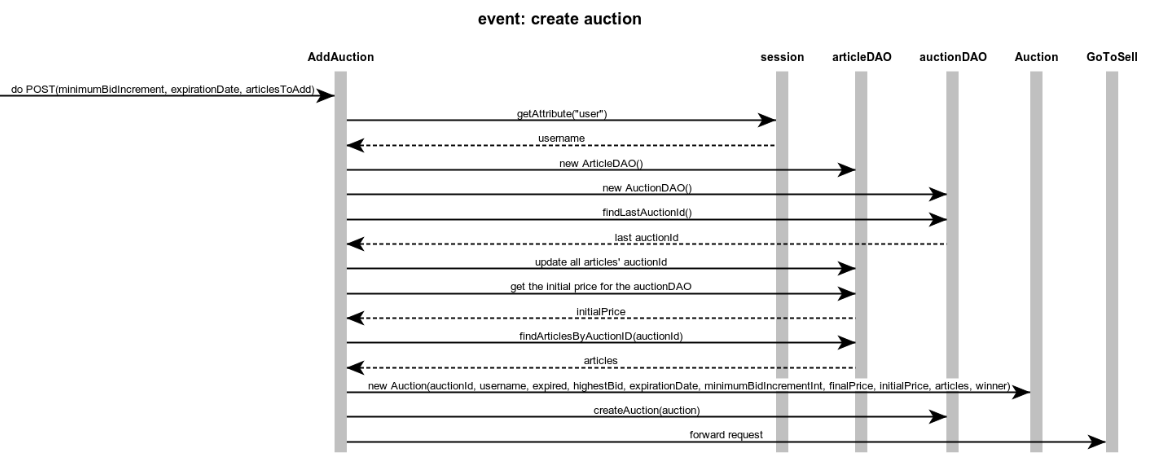 event: create auction
AddAuction session articleDAO auctionDAO Auction GoToSell
do POST(minimumBidIncrement, expirationDate, articlesToAdd)
getAttribute("user")
username
new ArticleDAO()
new AuctionDAO()
findLastAuctionId()
last auctionId
update all articles' auctionId
get the initial price for the auctionDAO
initialPrice
findArticlesByAuctionID(auctionId)
articles
new Auction(auctionId, username, expired, highestBid, expirationDate, minimumBidIncrementInt, finalPrice, initialPrice, articles, winner)
createAuction(auction)
forward request